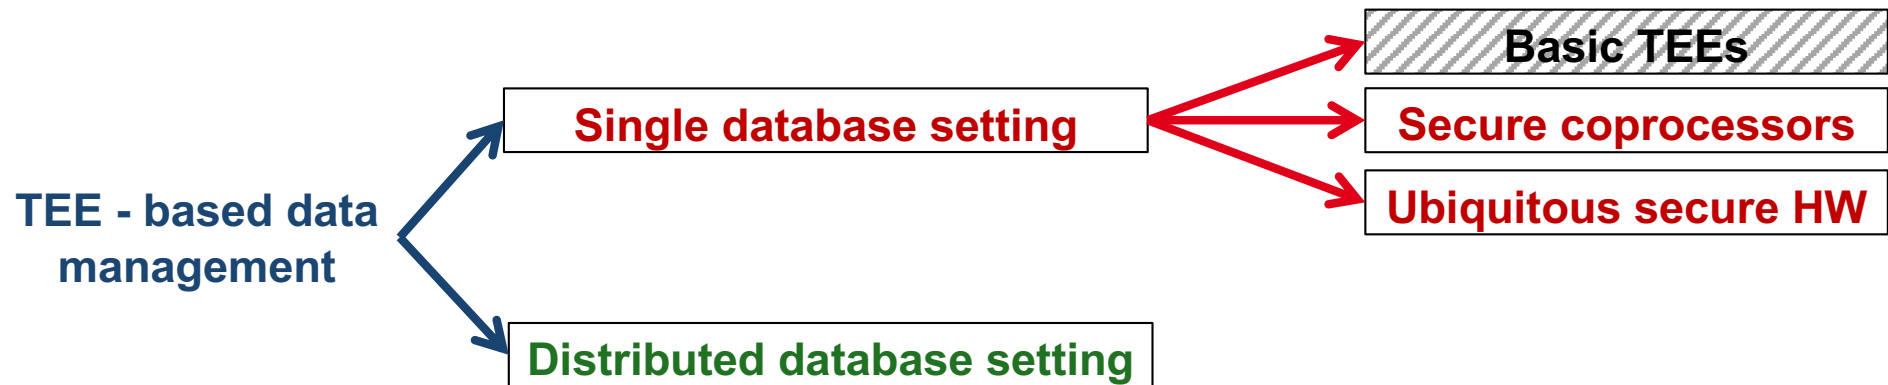 Basic TEEs
Single database setting
Secure coprocessors
TEE - based data
management
Ubiquitous secure HW
Distributed database setting